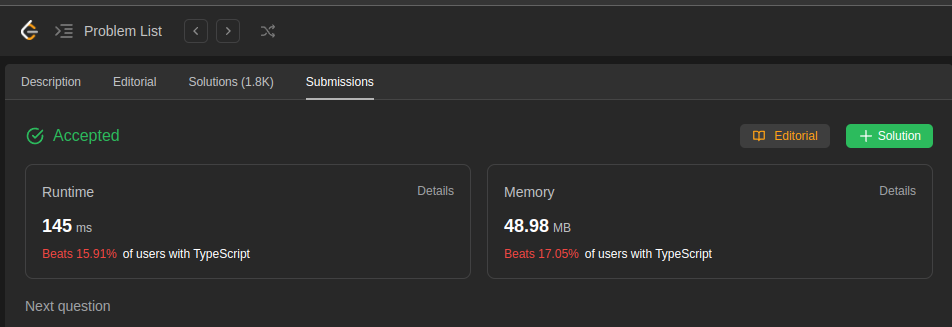 Problem List
Description Editorial Solutions (1.8K) Submissions
Accepted Editorial Solution
Runtime Details
145 ms
Beats 15.91% of users with TypeScript
Memory Details
48.98 MB
Beats 17.05% of users with TypeScript
Next question